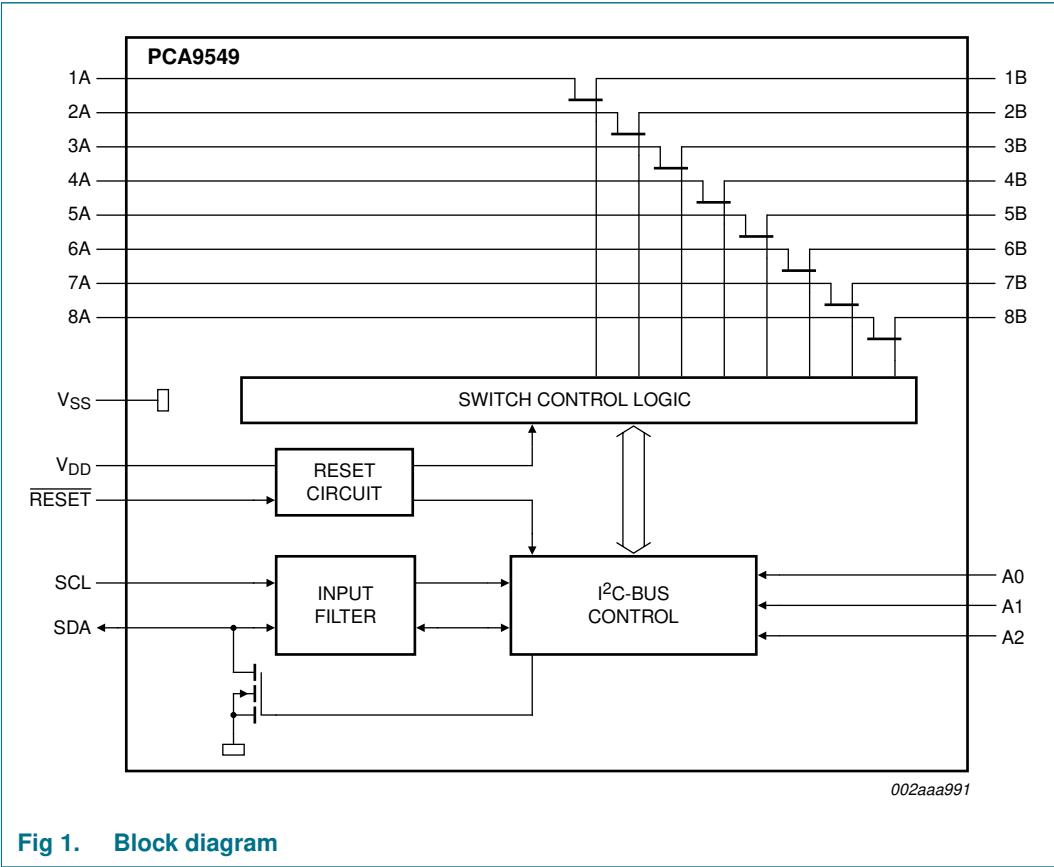 PCA9549
1A
1B
2A
2B
3A
3B
4A
4B
5A
5B
6A
6B
7A
7B
8A
8B
VSS
SWITCH CONTROL LOGIC
VDD
RESET
RESET
CIRCUIT
SCL
SDA
INPUT
FILTER
I²C-BUS
CONTROL
A0
A1
A2
002aaa991
Fig 1. Block diagram